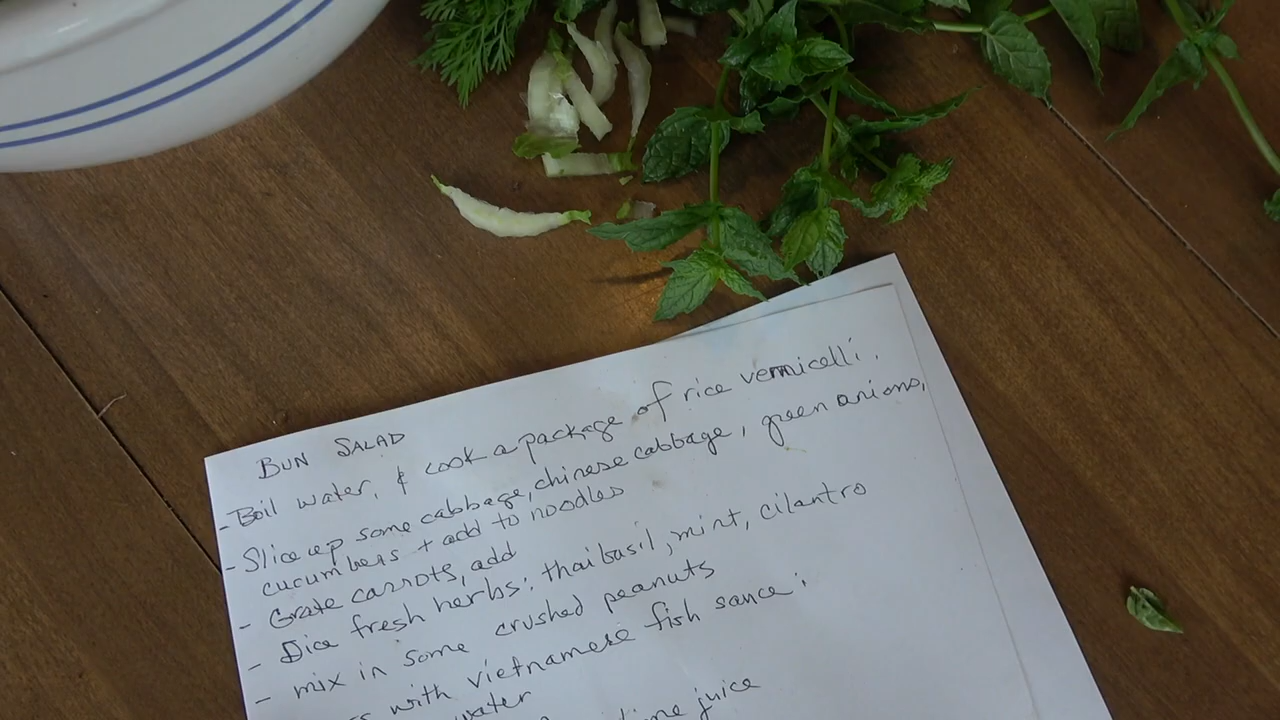 BUN SALAD
- Boil water, & cook a package of rice vermicelli.
- Slice up some cabbage, chinese cabbage, green onions,
cucumbers + add to noodles
- Grate carrots, add
- Dice fresh herbs: thai basil, mint, cilantro
- mix in some crushed peanuts
with vietnamese fish sauce:
water
lime juice